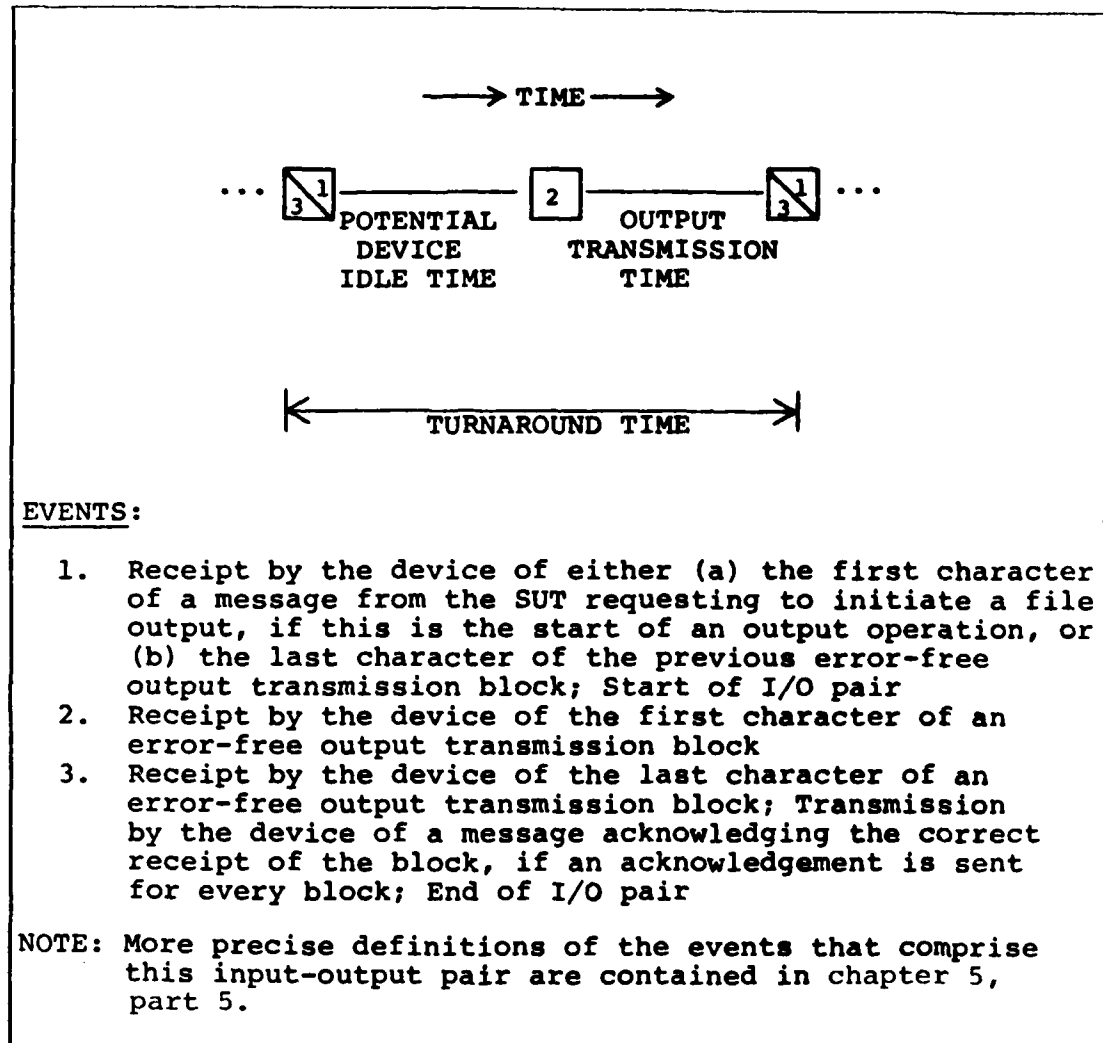 TIME
... 1 3 2 1 3 ...
POTENTIAL OUTPUT
DEVICE TRANSMISSION
IDLE TIME TIME
TURNAROUND TIME
EVENTS:
1. Receipt by the device of either (a) the first character
of a message from the SUT requesting to initiate a file
output, if this is the start of an output operation, or
(b) the last character of the previous error-free
output transmission block; Start of I/O pair
2. Receipt by the device of the first character of an
error-free output transmission block
3. Receipt by the device of the last character of an
error-free output transmission block; Transmission
by the device of a message acknowledging the correct
receipt of the block, if an acknowledgement is sent
for every block; End of I/O pair
NOTE: More precise definitions of the events that comprise
this input-output pair are contained in chapter 5,
part 5.